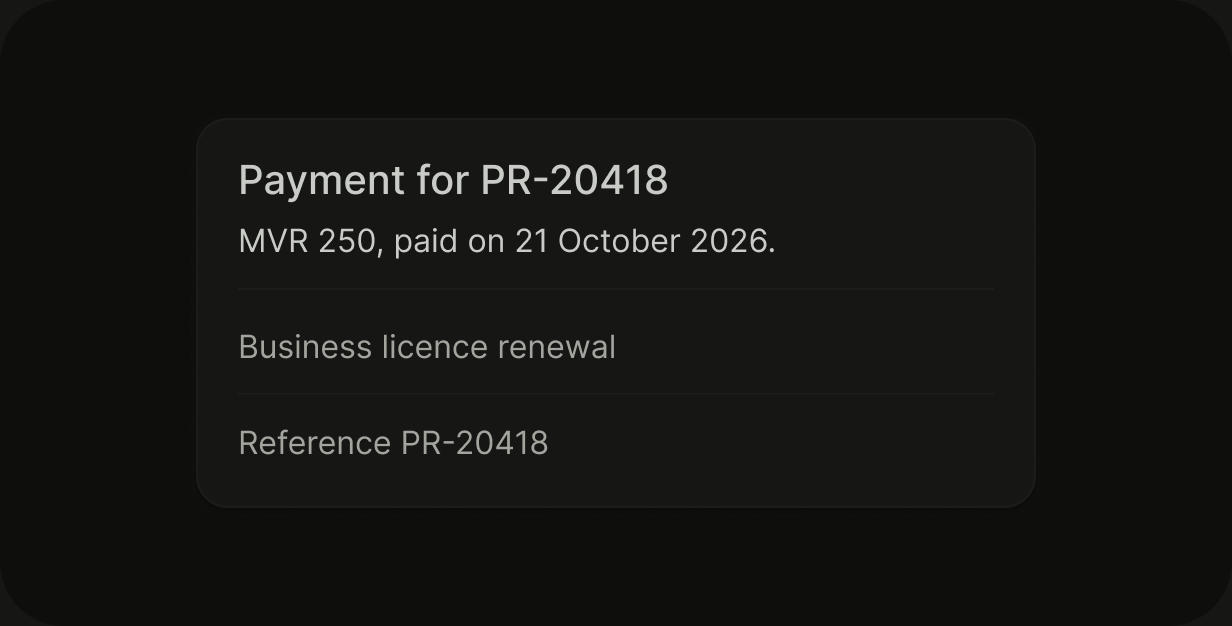 Payment for PR-20418
MVR 250, paid on 21 October 2026.
Business licence renewal
Reference PR-20418